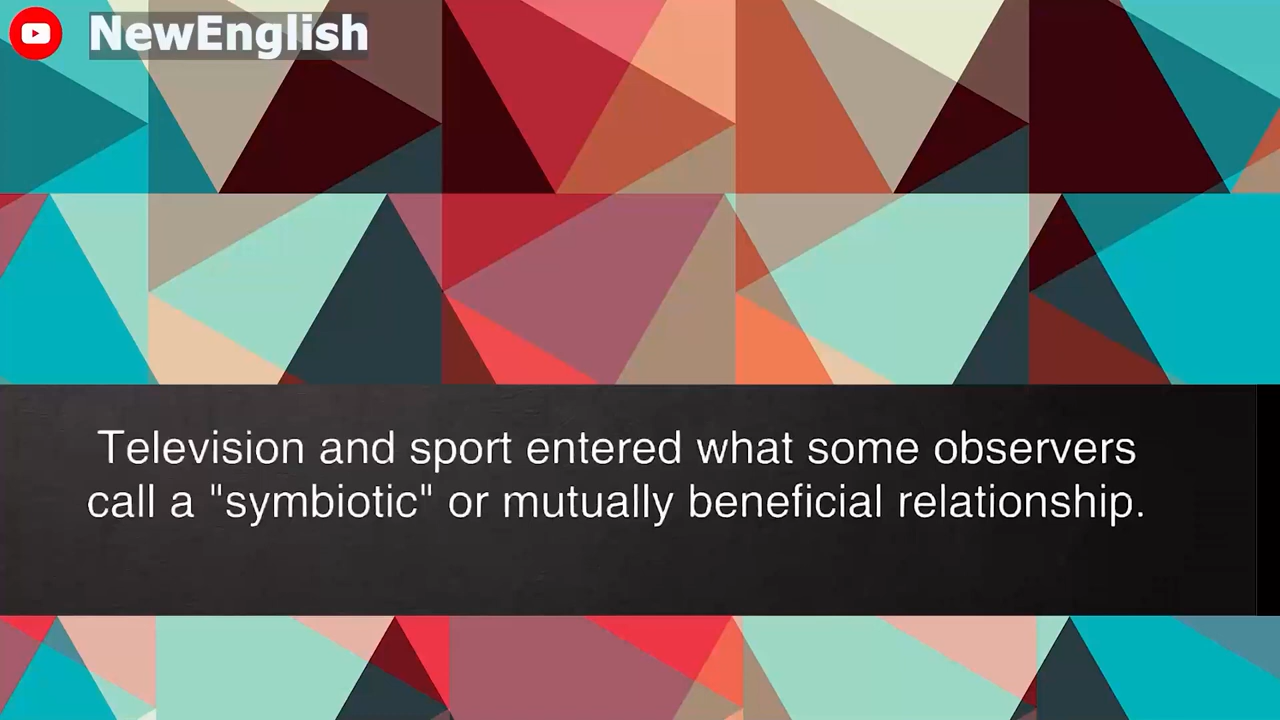 NewEnglish
Television and sport entered what some observers
call a "symbiotic" or mutually beneficial relationship.